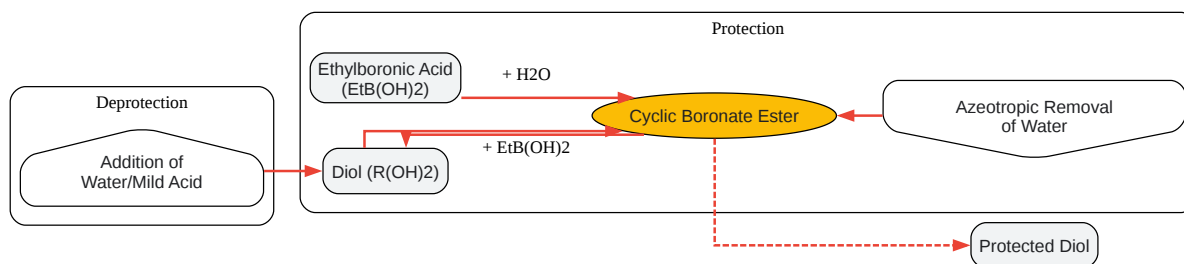 Protection
Ethylboronic Acid
(EtB(OH)2)
+ H2O
Deprotection
Cyclic Boronate Ester
Azeotropic Removal
of Water
+ EtB(OH)2
Addition of
Water/Mild Acid
Diol (R(OH)2)
Protected Diol